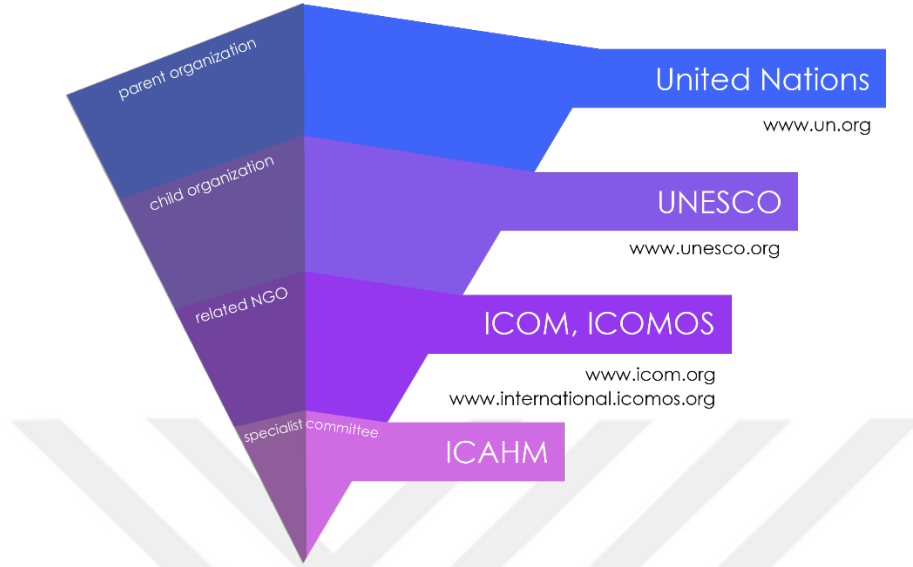 parent organization
United Nations
www.un.org
child organization
UNESCO
www.unesco.org
related NGO
ICOM, ICOMOS
www.icom.org
www.international.icomos.org
specialist committee
ICAHM